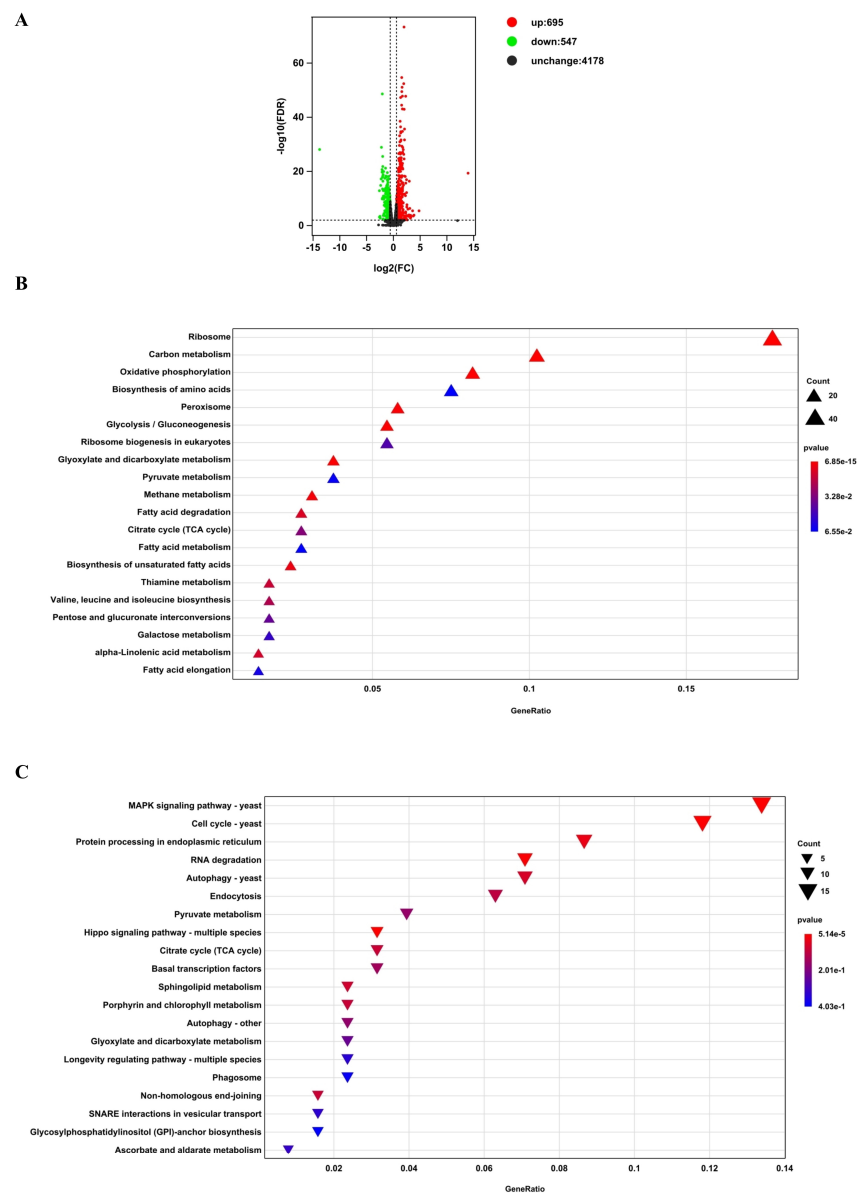 A
up:695
down:547
unchange:4178
60
40
20
0
-log10(FDR)
-15 -10 -5 0 5 10 15
log2(FC)
B
Ribosome
Carbon metabolism
Oxidative phosphorylation
Biosynthesis of amino acids
Peroxisome
Glycolysis / Gluconeogenesis
Ribosome biogenesis in eukaryotes
Glyoxylate and dicarboxylate metabolism
Pyruvate metabolism
Methane metabolism
Fatty acid degradation
Citrate cycle (TCA cycle)
Fatty acid metabolism
Biosynthesis of unsaturated fatty acids
Thiamine metabolism
Valine, leucine and isoleucine biosynthesis
Pentose and glucuronate interconversions
Galactose metabolism
alpha-Linolenic acid metabolism
Fatty acid elongation
0.05 0.1 0.15
GeneRatio
Count
20
40
pvalue
6.85e-15
3.28e-2
6.55e-2
C
MAPK signaling pathway - yeast
Cell cycle - yeast
Protein processing in endoplasmic reticulum
RNA degradation
Autophagy - yeast
Endocytosis
Pyruvate metabolism
Hippo signaling pathway - multiple species
Citrate cycle (TCA cycle)
Basal transcription factors
Sphingolipid metabolism
Porphyrin and chlorophyll metabolism
Autophagy - other
Glyoxylate and dicarboxylate metabolism
Longevity regulating pathway - multiple species
Phagosome
Non-homologous end-joining
SNARE interactions in vesicular transport
Glycosylphosphatidylinositol (GPI)-anchor biosynthesis
Ascorbate and aldarate metabolism
0.02 0.04 0.06 0.08 0.1 0.12 0.14
GeneRatio
Count
5
10
15
pvalue
5.14e-5
2.01e-1
4.03e-1